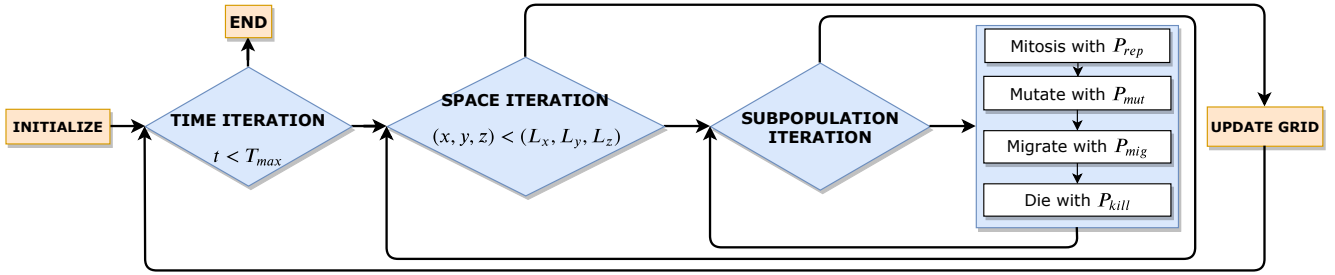 END
INITIALIZE
TIME ITERATION
t < T_max
SPACE ITERATION
(x, y, z) < (L_x, L_y, L_z)
SUBPOPULATION
ITERATION
Mitosis with P_rep
Mutate with P_mut
Migrate with P_mig
Die with P_kill
UPDATE GRID